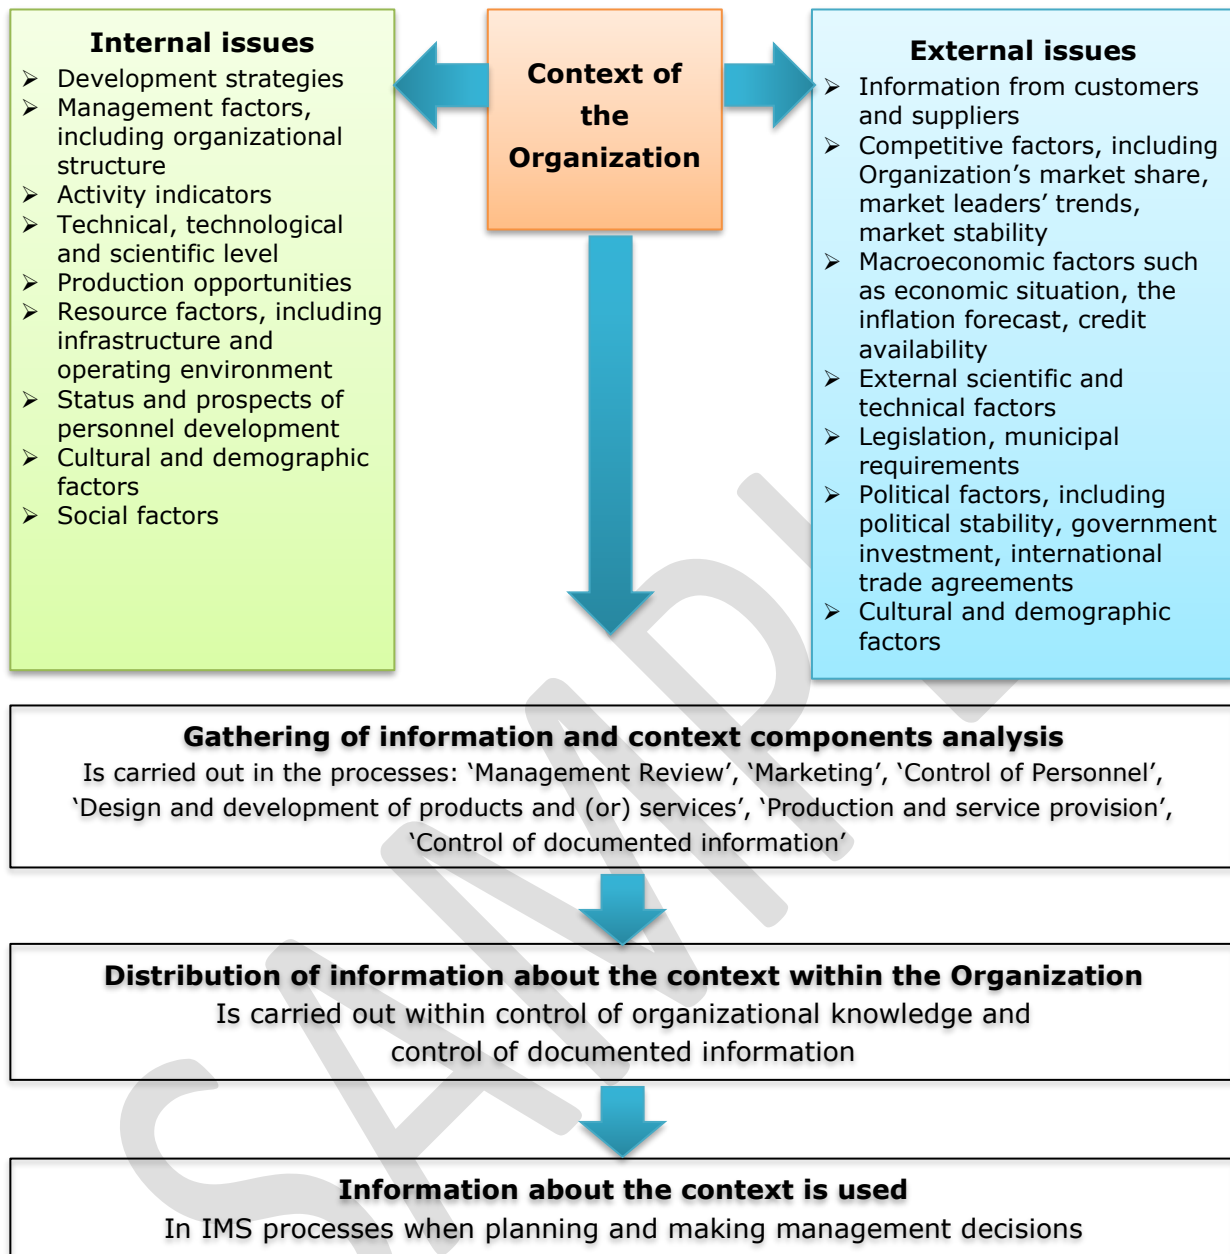 Internal issues
➢ Development strategies
➢ Management factors,
including organizational
structure
➢ Activity indicators
➢ Technical, technological
and scientific level
➢ Production opportunities
➢ Resource factors, including
infrastructure and
operating environment
➢ Status and prospects of
personnel development
➢ Cultural and demographic
factors
➢ Social factors
Context of
the
Organization
External issues
➢ Information from customers
and suppliers
➢ Competitive factors, including
Organization’s market share,
market leaders’ trends,
market stability
➢ Macroeconomic factors such
as economic situation, the
inflation forecast, credit
availability
➢ External scientific and
technical factors
➢ Legislation, municipal
requirements
➢ Political factors, including
political stability, government
investment, international
trade agreements
➢ Cultural and demographic
factors
Gathering of information and context components analysis
Is carried out in the processes: ‘Management Review’, ‘Marketing’, ‘Control of Personnel’,
‘Design and development of products and (or) services’, ‘Production and service provision’,
‘Control of documented information’
Distribution of information about the context within the Organization
Is carried out within control of organizational knowledge and
control of documented information
Information about the context is used
In IMS processes when planning and making management decisions